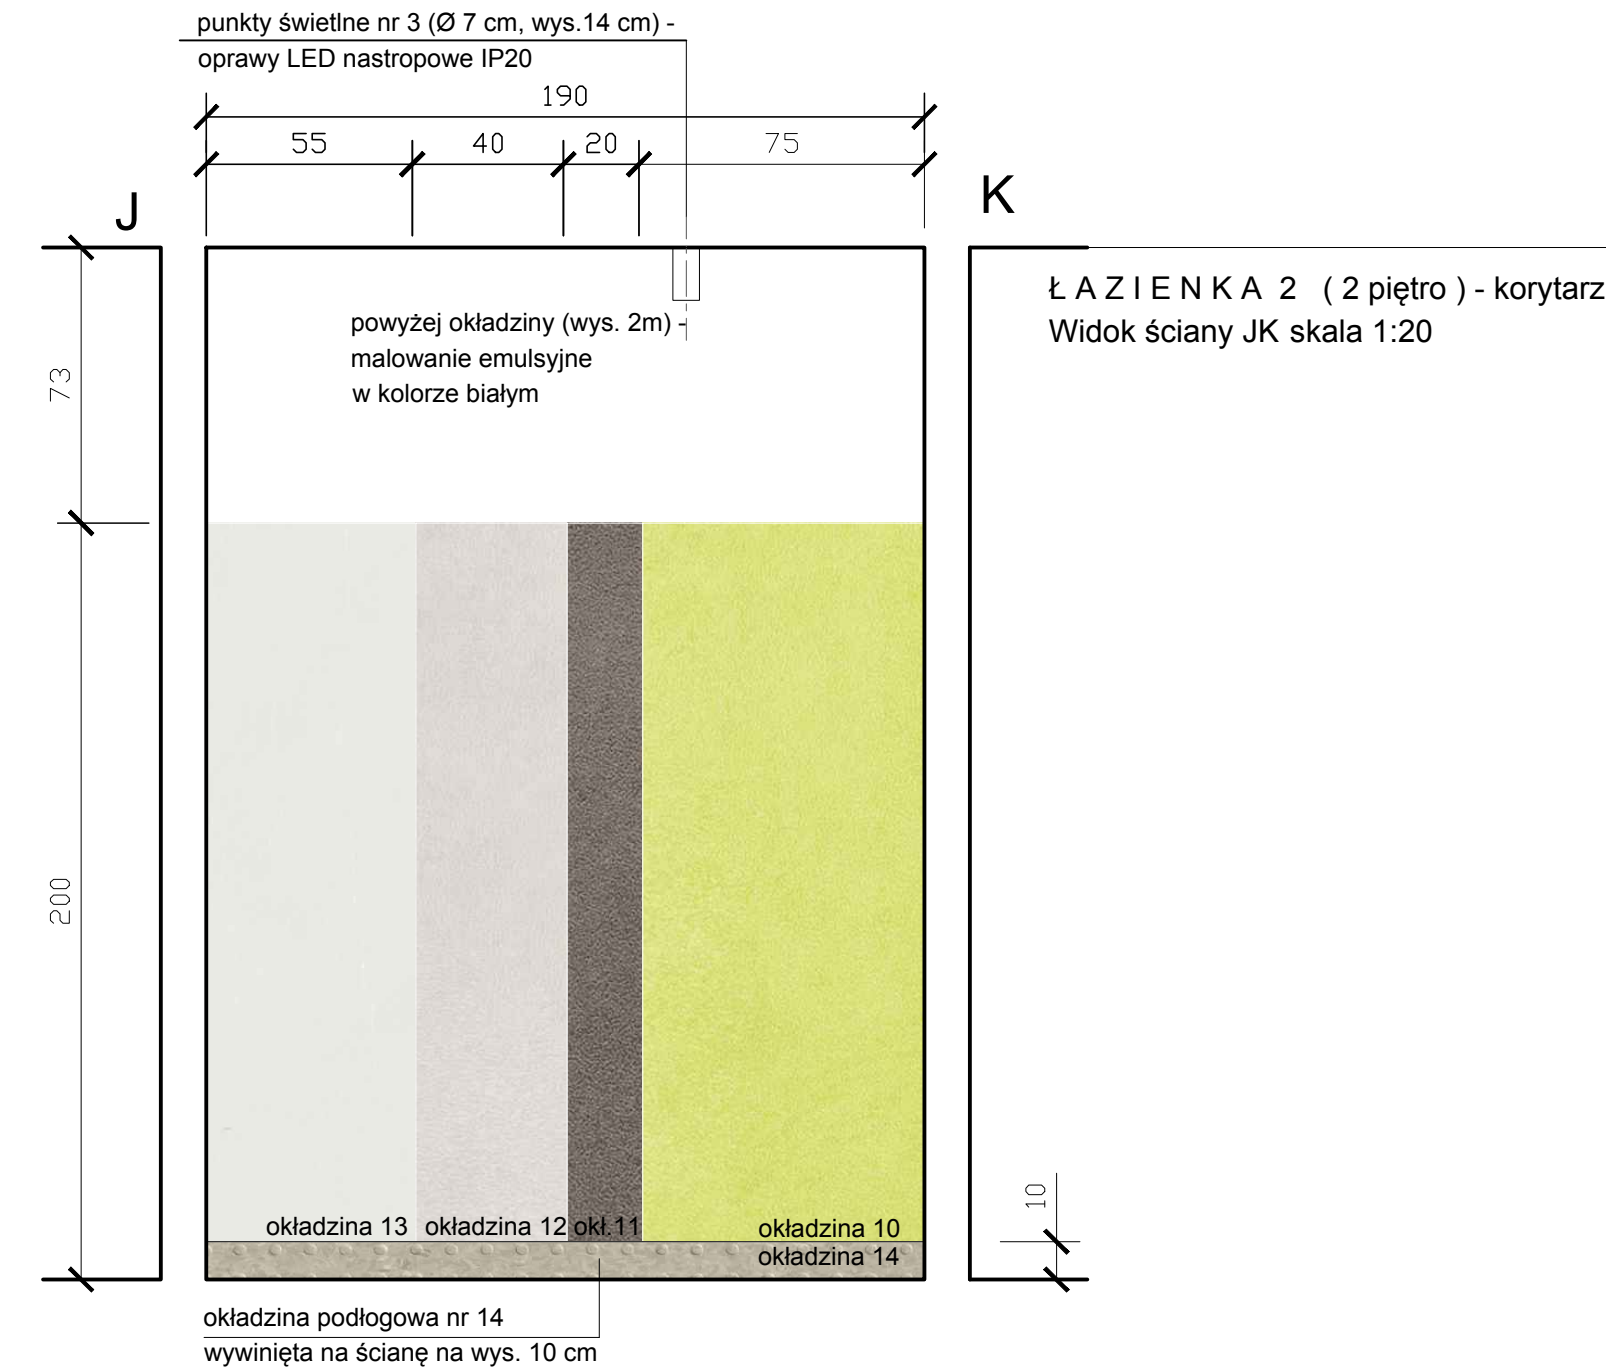 punkty świetlne nr 3 (Ø 7 cm, wys.14 cm) -
oprawy LED nastropowe IP20
190
55 40 20 75
J
K
Ł A Z I E N K A 2 ( 2 piętro ) - korytarz
Widok ściany JK skala 1:20
powyżej okładziny (wys. 2m) -
malowanie emulsyjne
w kolorze białym
73
200
10
okładzina 13 okładzina 12 okł.11 okładzina 10
okładzina 14
okładzina podłogowa nr 14
wywinięta na ścianę na wys. 10 cm